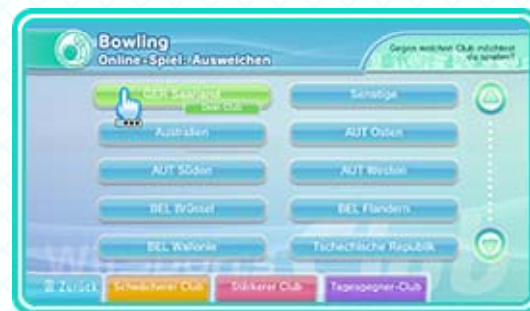 Bowling
Online-Spiel: Ausweichen
Gegen welchen Club möchtest
du spielen?
GER Saarland
Dein Club
Sonstige
Australien
AUT Osten
AUT Süden
AUT Westen
BEL Brüssel
BEL Flandern
BEL Wallonie
Tschechische Republik
Zurück
Schwächerer Club
Stärkerer Club
Tagesgegner-Club